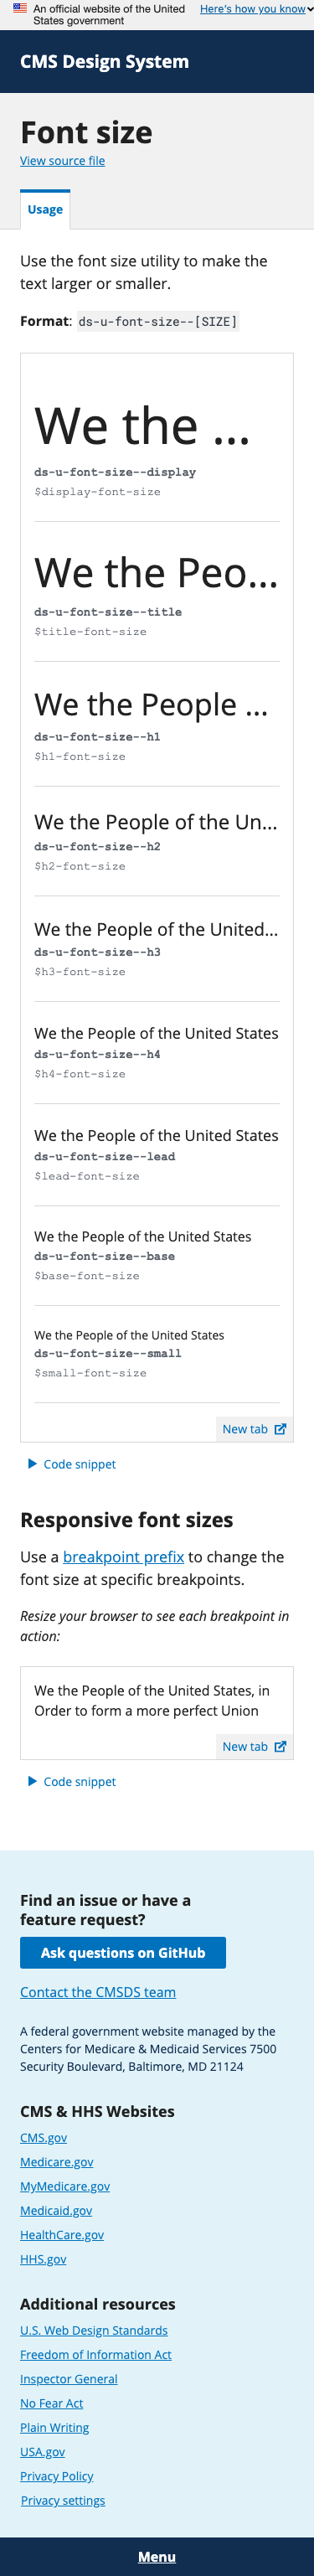 An official website of the United States government
Here's how you know
CMS Design System
Font size
View source file
Usage
Use the font size utility to make the
text larger or smaller.
Format: ds-u-font-size--[SIZE]
We the ...
ds-u-font-size--display
$display-font-size
We the Peo...
ds-u-font-size--title
$title-font-size
We the People ...
ds-u-font-size--h1
$h1-font-size
We the People of the Un...
ds-u-font-size--h2
$h2-font-size
We the People of the United...
ds-u-font-size--h3
$h3-font-size
We the People of the United States
ds-u-font-size--h4
$h4-font-size
We the People of the United States
ds-u-font-size--lead
$lead-font-size
We the People of the United States
ds-u-font-size--base
$base-font-size
We the People of the United States
ds-u-font-size--small
$small-font-size
New tab
Code snippet
Responsive font sizes
Use a breakpoint prefix to change the
font size at specific breakpoints.
Resize your browser to see each breakpoint in
action:
We the People of the United States, in
Order to form a more perfect Union
New tab
Code snippet
Find an issue or have a
feature request?
Ask questions on GitHub
Contact the CMSDS team
A federal government website managed by the
Centers for Medicare & Medicaid Services 7500
Security Boulevard, Baltimore, MD 21124
CMS & HHS Websites
CMS.gov
Medicare.gov
MyMedicare.gov
Medicaid.gov
HealthCare.gov
HHS.gov
Additional resources
U.S. Web Design Standards
Freedom of Information Act
Inspector General
No Fear Act
Plain Writing
USA.gov
Privacy Policy
Privacy settings
Menu